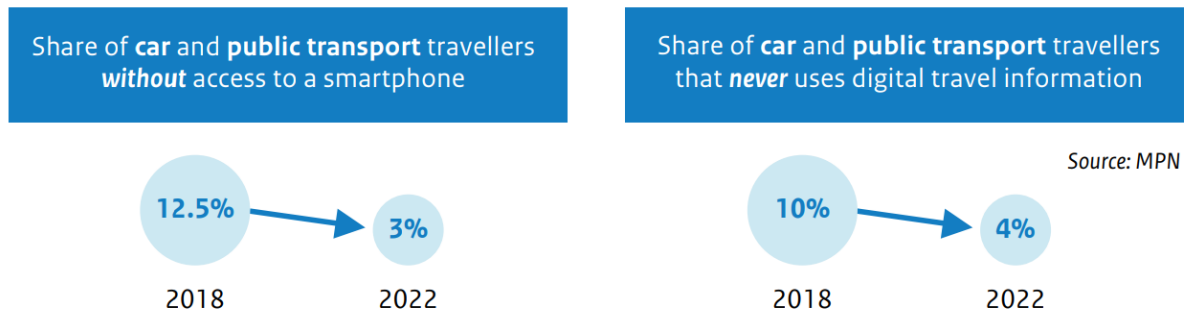 Share of car and public transport travellers
without access to a smartphone
12.5%
3%
2018
2022
Share of car and public transport travellers
that never uses digital travel information
Source: MPN
10%
4%
2018
2022